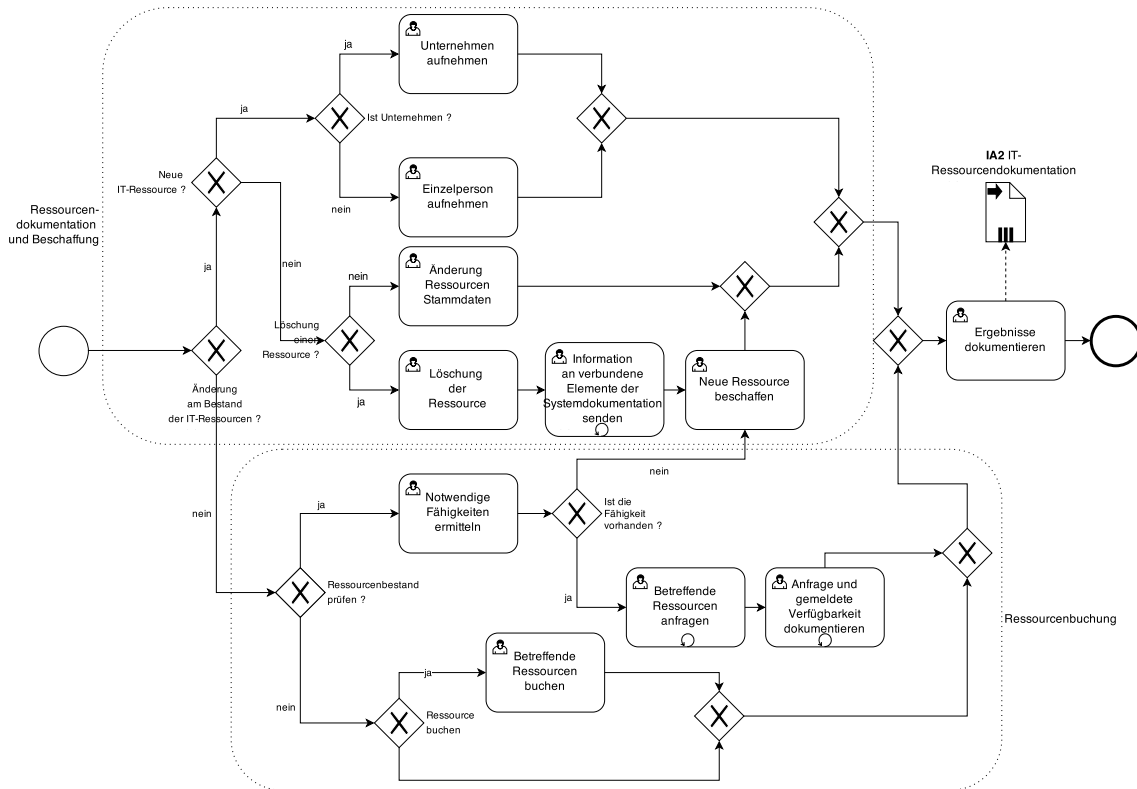 ja
Unternehmen
aufnehmen
Ist Unternehmen ?
ja
Neue
IT-Ressource ?
nein
Einzelperson
aufnehmen
IA2 IT-
Ressourcendokumentation
Ressourcen-
dokumentation
und Beschaffung
ja
nein
nein
Änderung
Ressourcen
Stammdaten
Löschung
einer
Ressource ?
ja
Löschung
der
Ressource
Information
an verbundene
Elemente der
Systemdokumentation
senden
Neue Ressource
beschaffen
Ergebnisse
dokumentieren
Änderung
am Bestand
der IT-Ressourcen ?
nein
ja
Notwendige
Fähigkeiten
ermitteln
nein
Ist die
Fähigkeit
vorhanden ?
Ressourcenbestand
prüfen ?
ja
Betreffende
Ressourcen
anfragen
Anfrage und
gemeldete
Verfügbarkeit
dokumentieren
Ressourcenbuchung
nein
ja
Betreffende
Ressourcen
buchen
Ressource
buchen